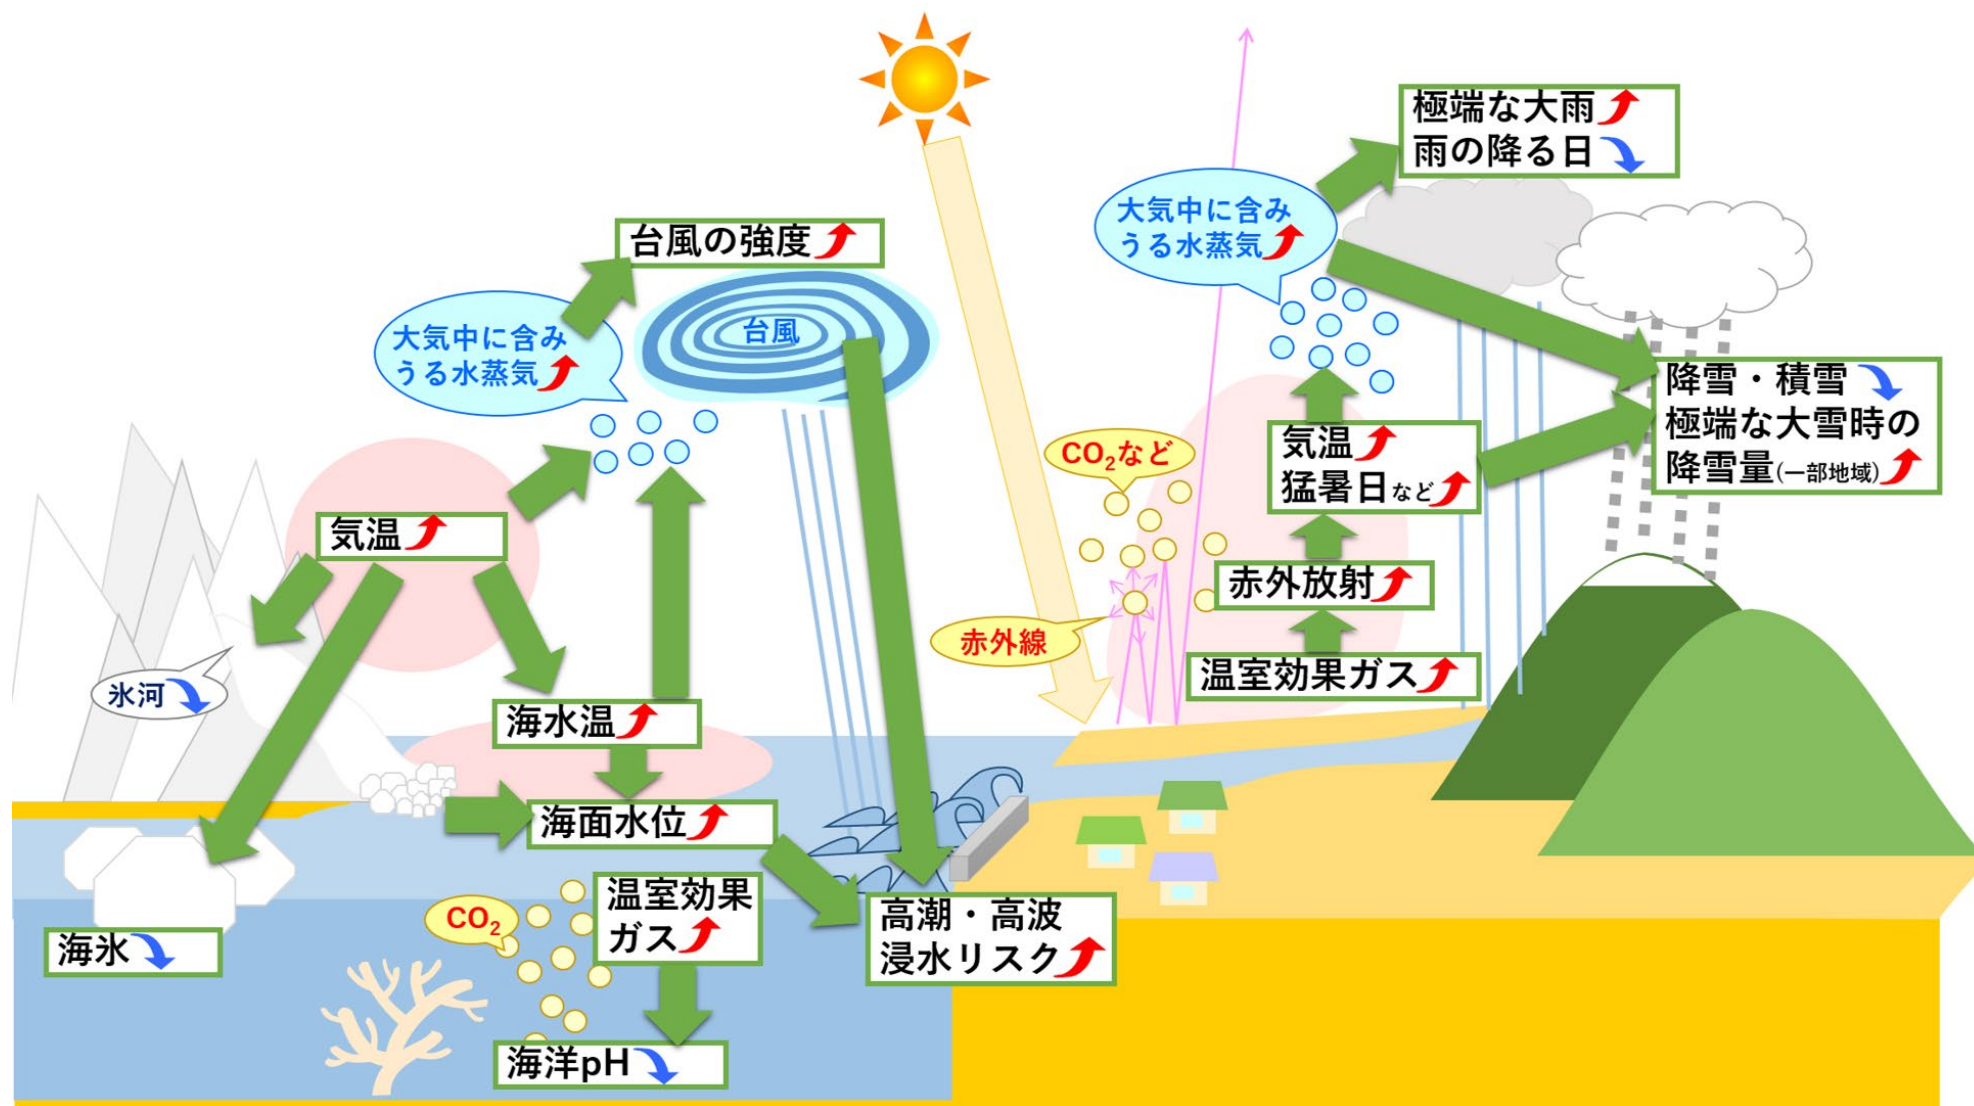 極端な大雨
雨の降る日
大気中に含み
うる水蒸気
台風の強度
大気中に含み
うる水蒸気
台風
降雪・積雪
極端な大雪時の
降雪量(一部地域)
気温
猛暑日など
CO₂など
気温
赤外放射
赤外線
温室効果ガス
氷河
海水温
海面水位
温室効果
ガス
CO₂
高潮・高波
浸水リスク
海氷
海洋pH